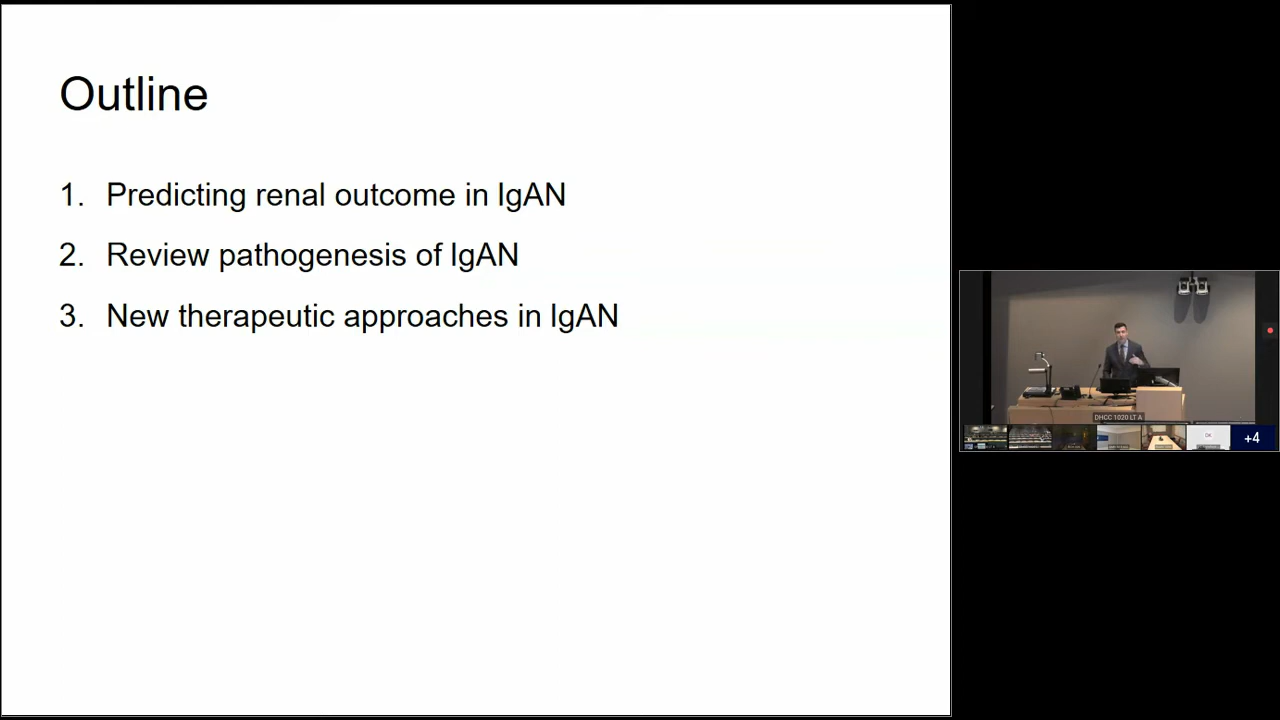 Outline
1. Predicting renal outcome in IgAN
2. Review pathogenesis of IgAN
3. New therapeutic approaches in IgAN
DHCC 1020 LT A
DK
+4